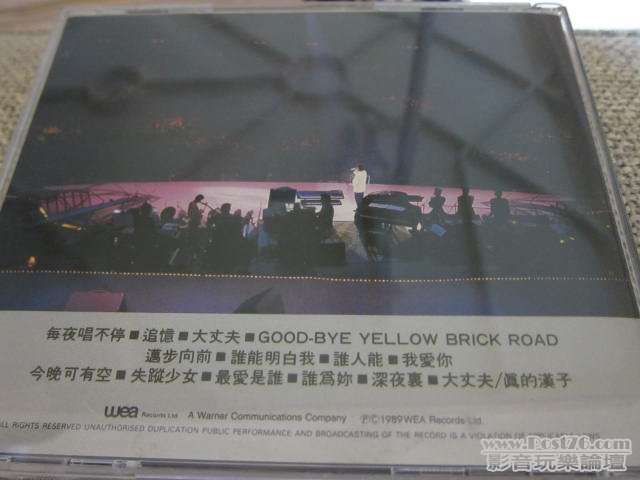 每夜唱不停■追憶■大丈夫■GOOD-BYE YELLOW BRICK ROAD
邁步向前■誰能明白我■誰人能■我愛你
今晚可有空■失蹤少女■最愛是誰■誰爲妳■深夜裏■大丈夫/眞的漢子
wea Records Ltd. A Warner Communications Company ℗©1989 WEA Records Ltd.
ALL RIGHTS RESERVED UNAUTHORISED DUPLICATION PUBLIC PERFORMANCE AND BROADCASTING OF THE RECORD IS A VIOLATION OF
www.Post76.com
影音玩樂論壇